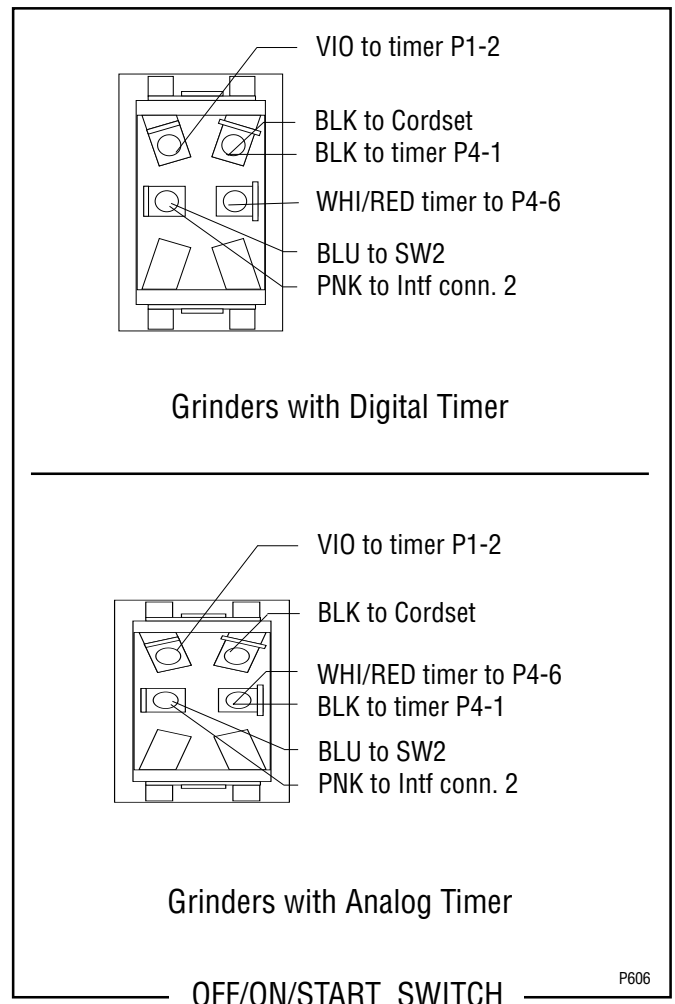 VIO to timer P1-2
BLK to Cordset
BLK to timer P4-1
WHI/RED timer to P4-6
BLU to SW2
PNK to Intf conn. 2
Grinders with Digital Timer
VIO to timer P1-2
BLK to Cordset
WHI/RED timer to P4-6
BLK to timer P4-1
BLU to SW2
PNK to Intf conn. 2
Grinders with Analog Timer
P606
OFF/ON/START SWITCH